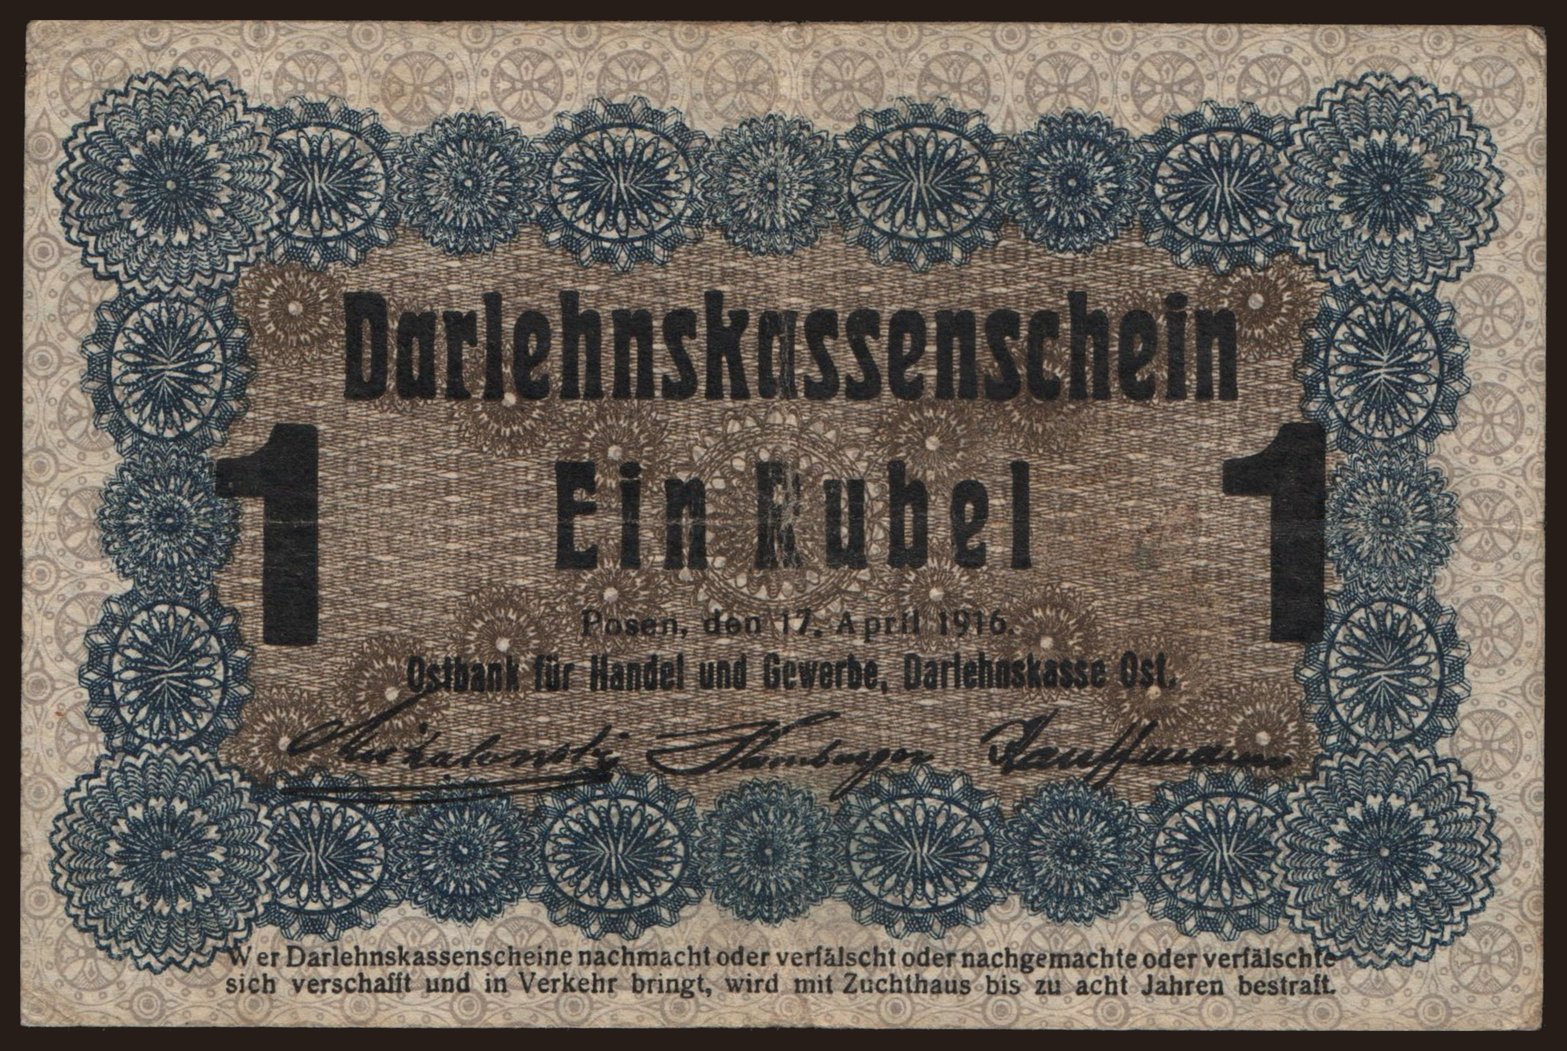 Darlehnskassenschein
1 1
Ein Rubel
Posen, den 17. April 1916.
Ostbank für Handel und Gewerbe, Darlehnskasse Ost.
Kauffmann
Wer Darlehnskassenscheine nachmacht oder verfälscht oder nachgemachte oder verfälschte
sich verschafft und in Verkehr bringt, wird mit Zuchthaus bis zu acht Jahren bestraft.